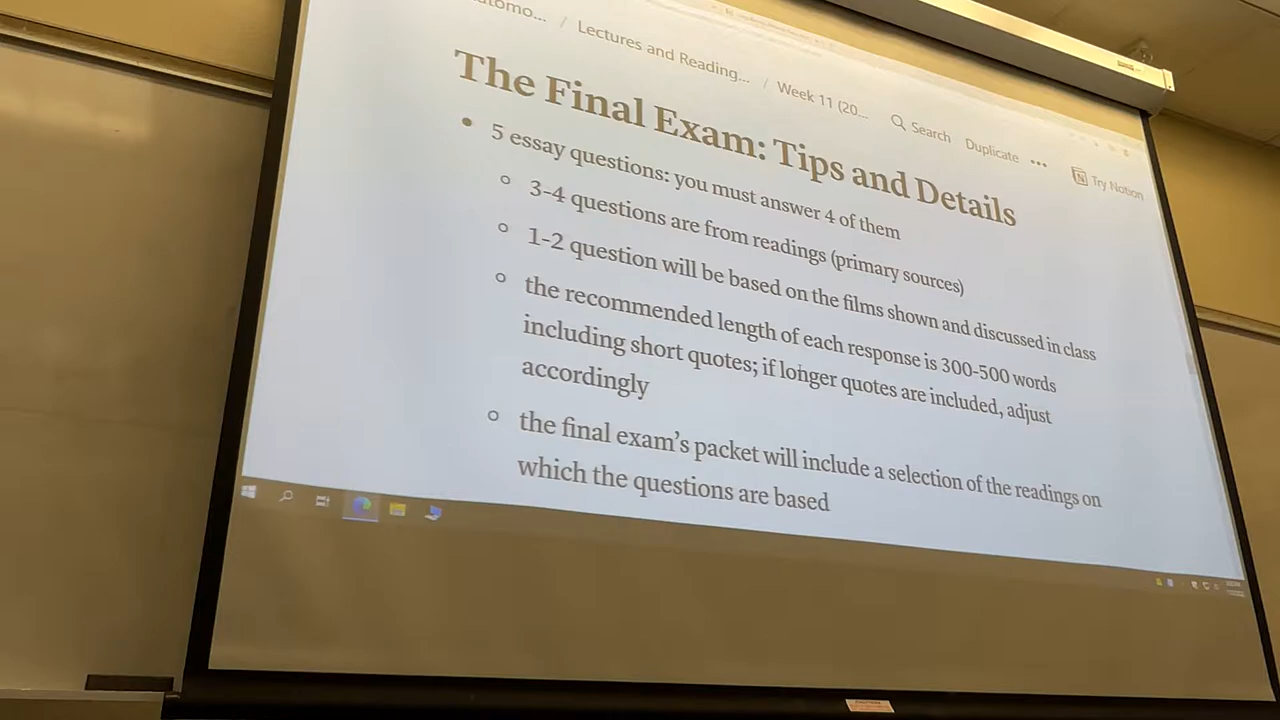 utomo... / Lectures and Reading... / Week 11 (20... Search Duplicate ••• Try Notion
The Final Exam: Tips and Details
• 5 essay questions: you must answer 4 of them
○ 3-4 questions are from readings (primary sources)
○ 1-2 question will be based on the films shown and discussed in class
○ the recommended length of each response is 300-500 words
including short quotes; if longer quotes are included, adjust
accordingly
○ the final exam's packet will include a selection of the readings on
which the questions are based